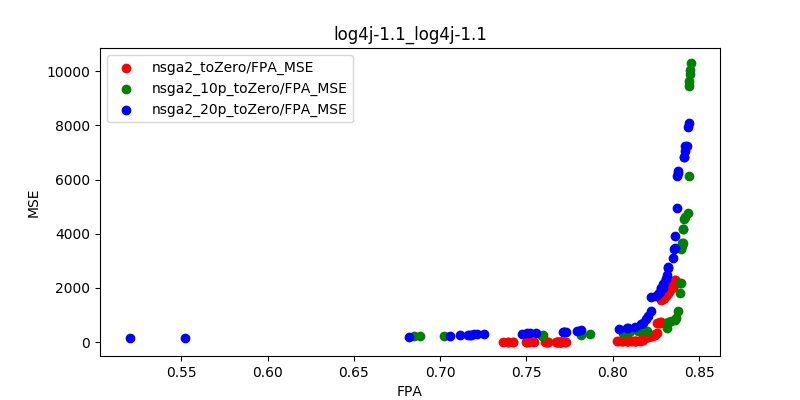 log4j-1.1_log4j-1.1
nsga2_toZero/FPA_MSE
nsga2_10p_toZero/FPA_MSE
nsga2_20p_toZero/FPA_MSE
10000
8000
6000
4000
2000
0
MSE
0.55
0.60
0.65
0.70
0.75
0.80
0.85
FPA